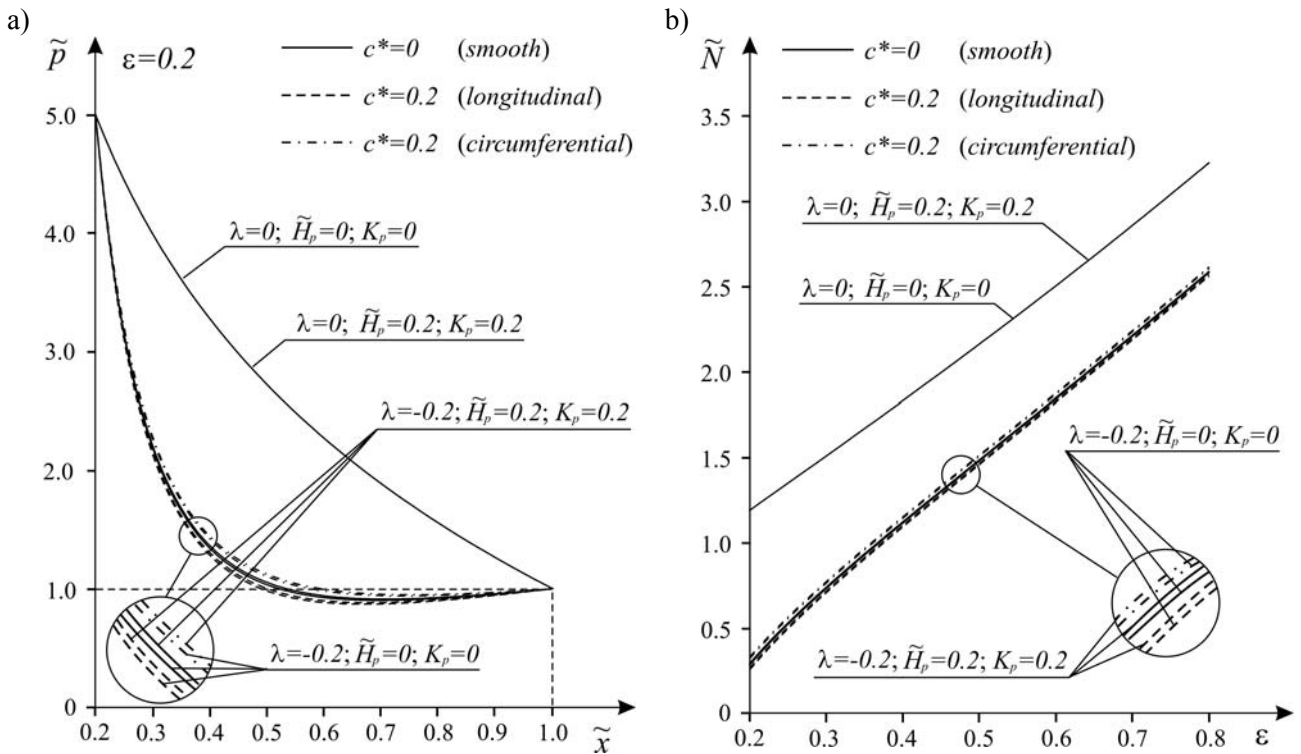 a)
p̃
ε=0.2
c*=0 (smooth)
c*=0.2 (longitudinal)
c*=0.2 (circumferential)
5.0
4.0
3.0
2.0
1.0
0
λ=0; H̃ₚ=0; Kₚ=0
λ=0; H̃ₚ=0.2; Kₚ=0.2
λ=-0.2; H̃ₚ=0.2; Kₚ=0.2
λ=-0.2; H̃ₚ=0; Kₚ=0
0.2 0.3 0.4 0.5 0.6 0.7 0.8 0.9 1.0 x̃
b)
Ñ
c*=0 (smooth)
c*=0.2 (longitudinal)
c*=0.2 (circumferential)
3.5
3.0
2.5
2.0
1.5
1.0
0.5
0
λ=0; H̃ₚ=0.2; Kₚ=0.2
λ=0; H̃ₚ=0; Kₚ=0
λ=-0.2; H̃ₚ=0; Kₚ=0
λ=-0.2; H̃ₚ=0.2; Kₚ=0.2
0.2 0.3 0.4 0.5 0.6 0.7 0.8 ε